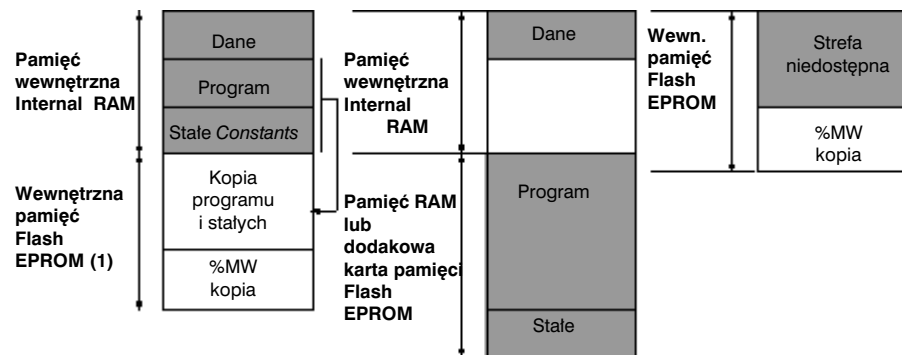 Pamięć
wewnętrzna
Internal RAM
Dane
Program
Stałe Constants
Wewnętrzna
pamięć
Flash
EPROM (1)
Kopia
programu
i stałych
%MW
kopia
Pamięć
wewnętrzna
Internal
RAM
Dane
Pamięć RAM
lub
dodakowa
karta pamięci
Flash
EPROM
Program
Stałe
Wewn.
pamięć
Flash
EPROM
Strefa
niedostępna
%MW
kopia